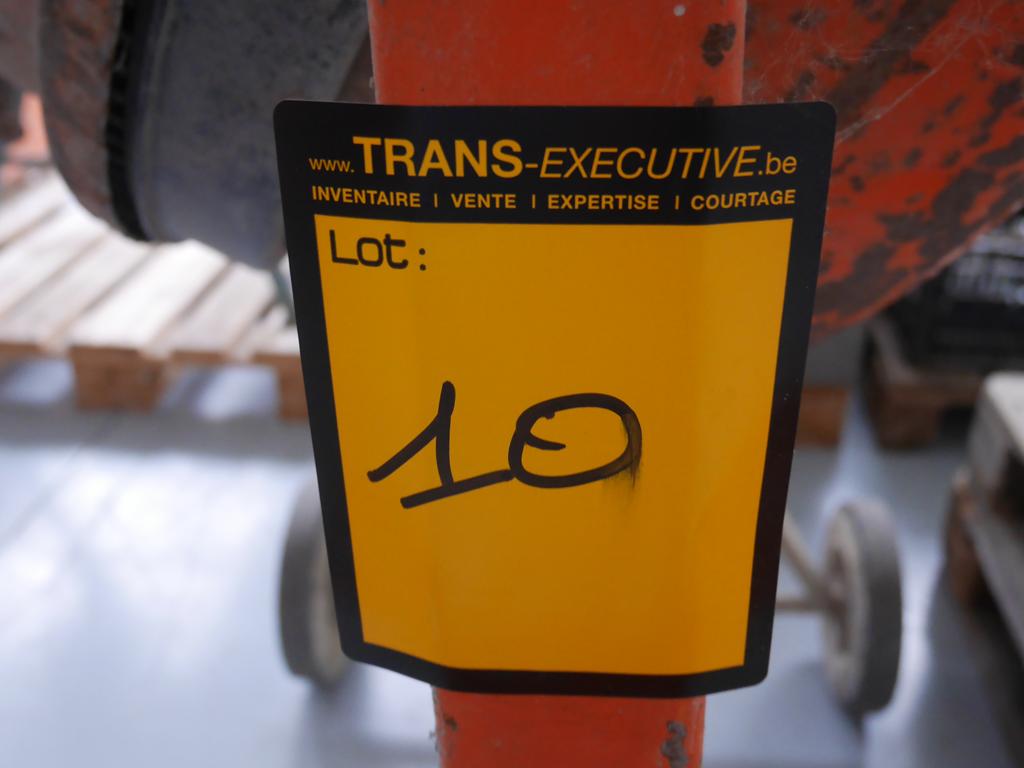 www.TRANS-EXECUTIVE.be
INVENTAIRE | VENTE | EXPERTISE | COURTAGE
Lot:
10